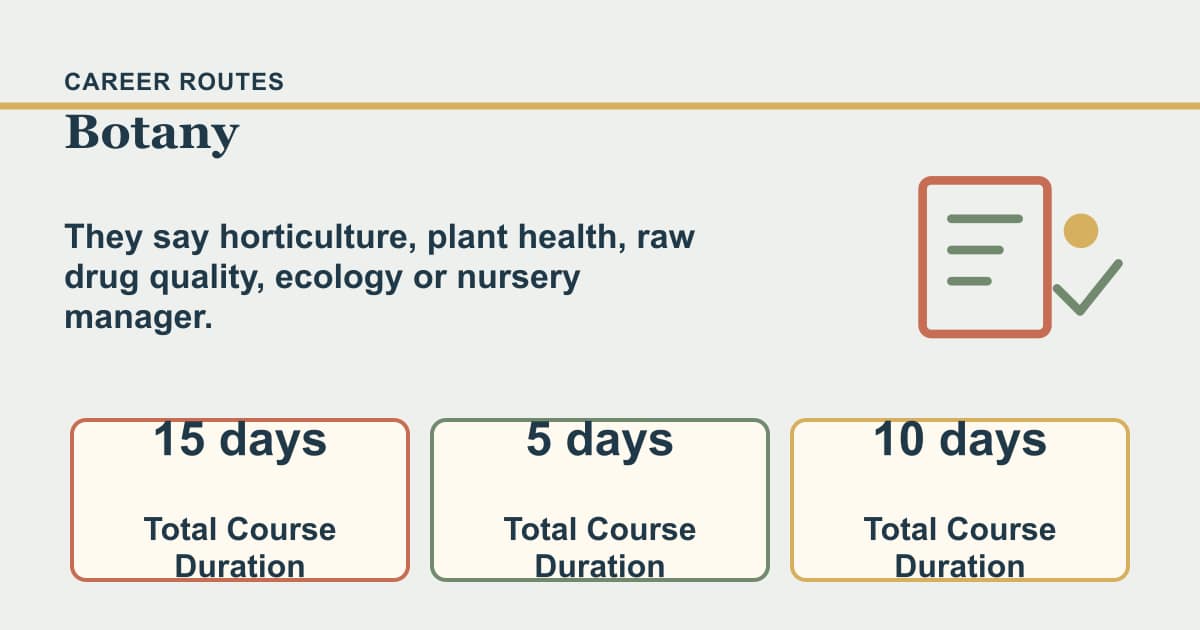 CAREER ROUTES
Botany
They say horticulture, plant health, raw
drug quality, ecology or nursery
manager.
15 days
Total Course
Duration
5 days
Total Course
Duration
10 days
Total Course
Duration